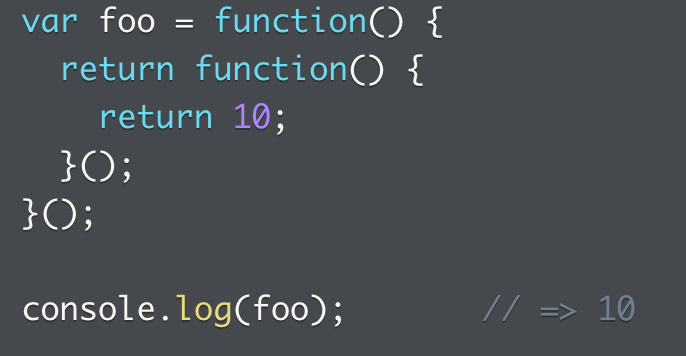 var foo = function() {
  return function() {
    return 10;
  }();
}();

console.log(foo);       // => 10